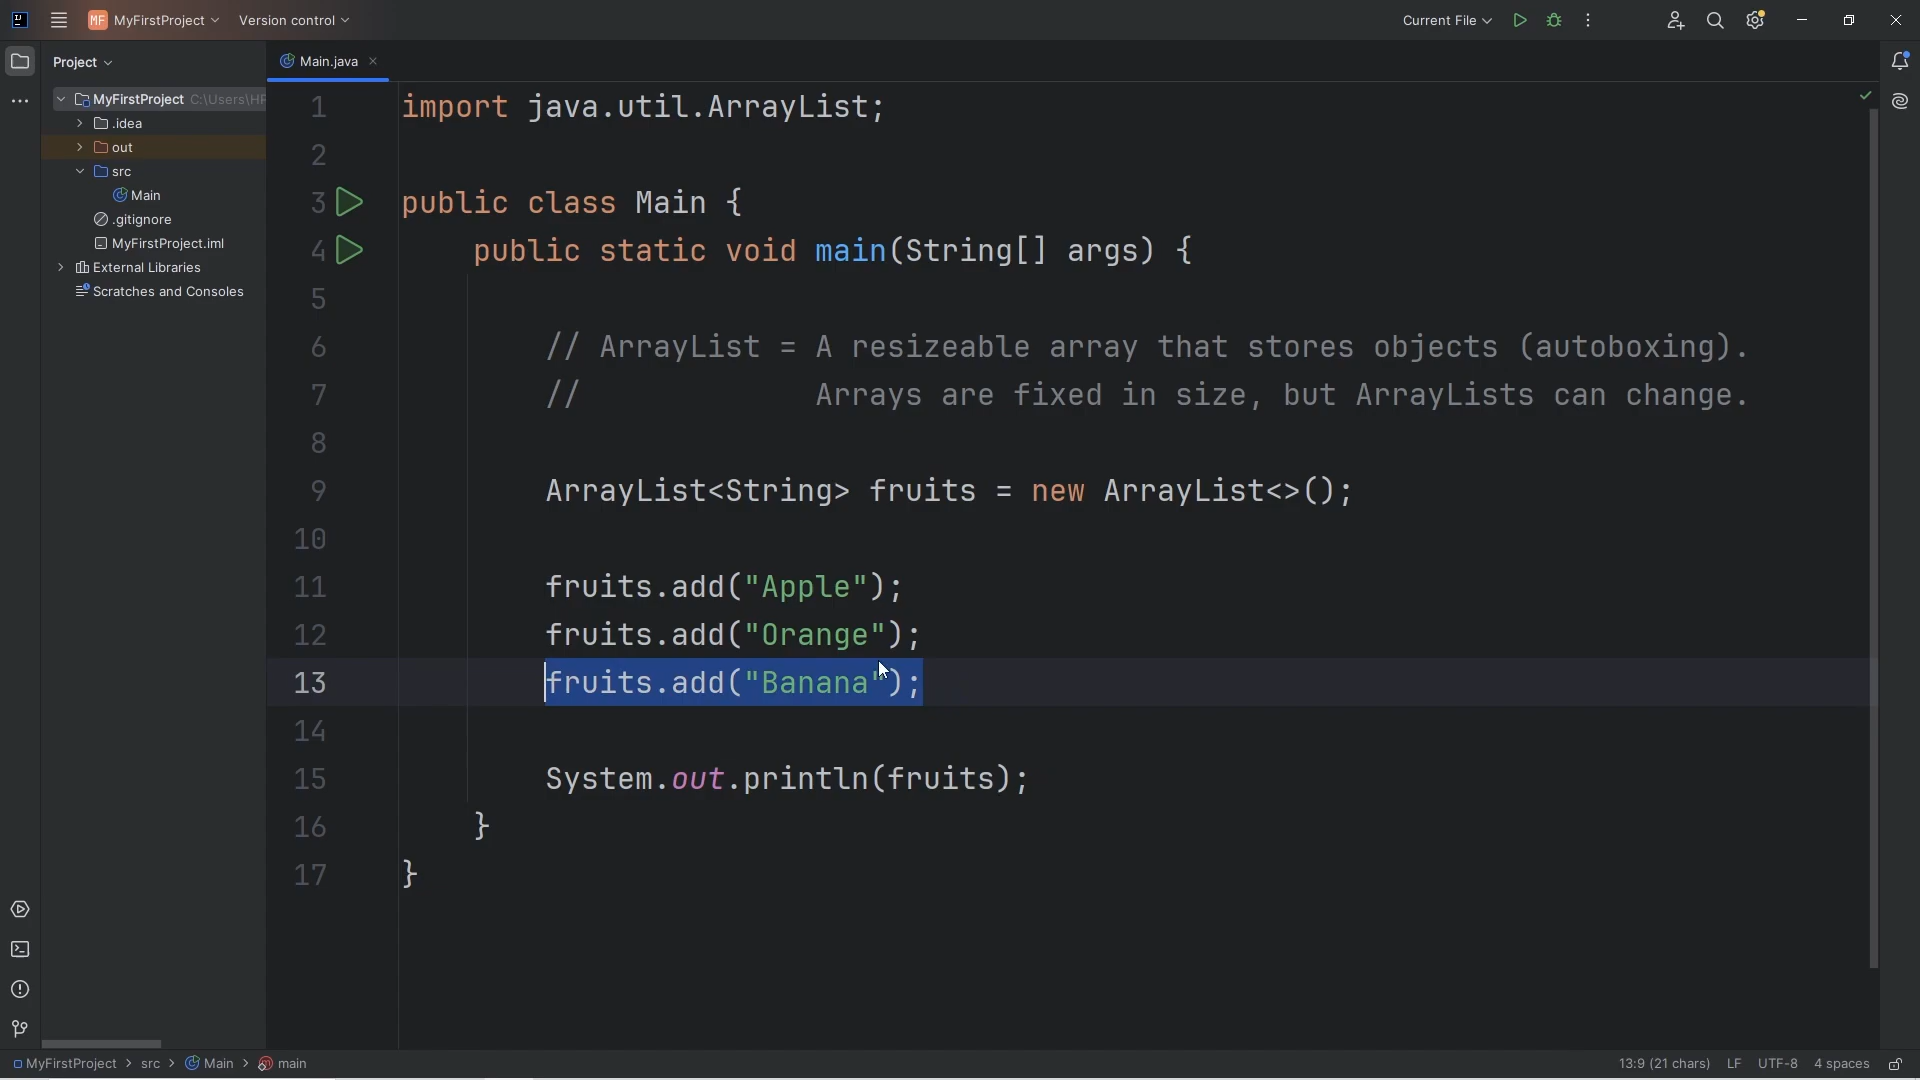 MF MyFirstProject Version control Current File
Project
Main.java
MyFirstProject C:\Users\HP
.idea
out
src
Main
.gitignore
MyFirstProject.iml
External Libraries
Scratches and Consoles
1 import java.util.ArrayList;
2
3 public class Main {
4 public static void main(String[] args) {
5
6 // ArrayList = A resizeable array that stores objects (autoboxing).
7 // Arrays are fixed in size, but ArrayLists can change.
8
9 ArrayList<String> fruits = new ArrayList<>();
10
11 fruits.add("Apple");
12 fruits.add("Orange");
13 fruits.add("Banana");
14
15 System.out.println(fruits);
16 }
17 }
MyFirstProject > src > Main > main 13:9 (21 chars) LF UTF-8 4 spaces